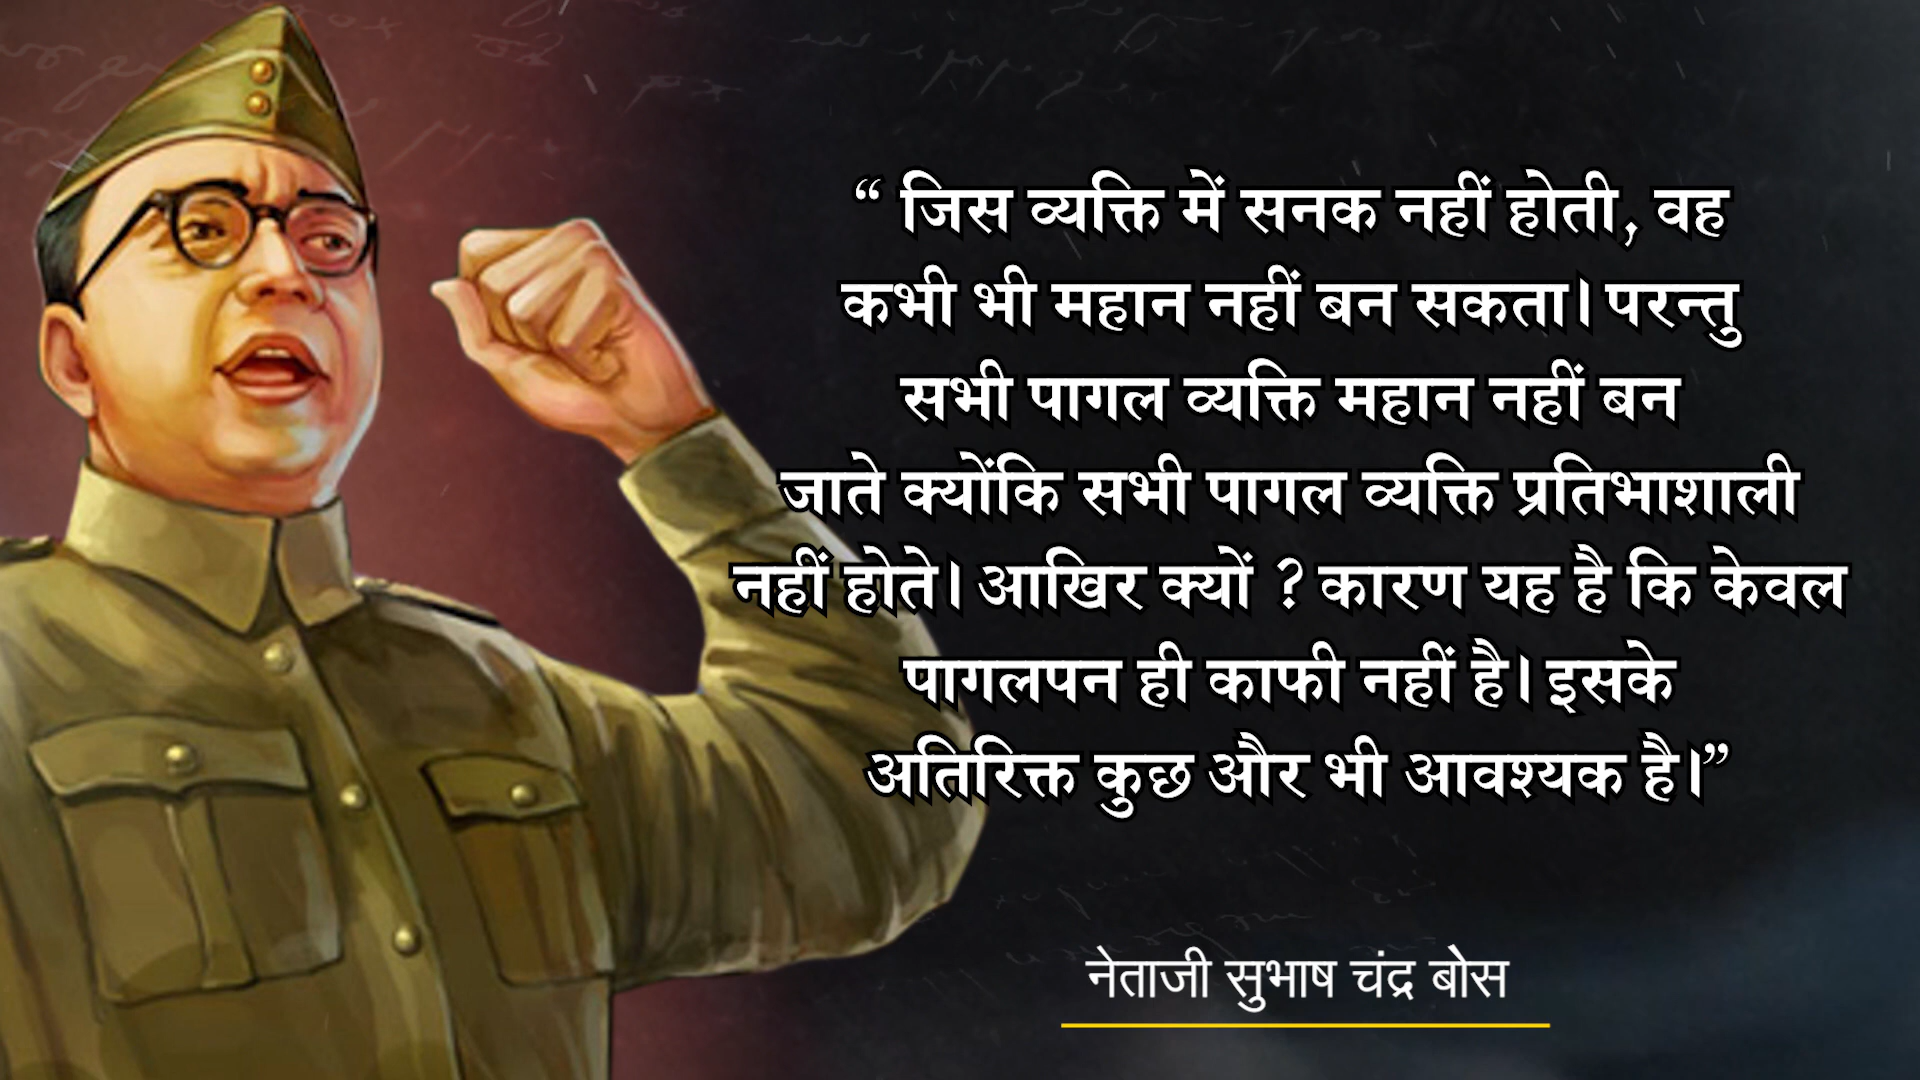 “ जिस व्यक्ति में सनक नहीं होती, वह
कभी भी महान नहीं बन सकता। परन्तु
सभी पागल व्यक्ति महान नहीं बन
जाते क्योंकि सभी पागल व्यक्ति प्रतिभाशाली
नहीं होते। आखिर क्यों ? कारण यह है कि केवल
पागलपन ही काफी नहीं है। इसके
अतिरिक्त कुछ और भी आवश्यक है।”
नेताजी सुभाष चंद्र बोस